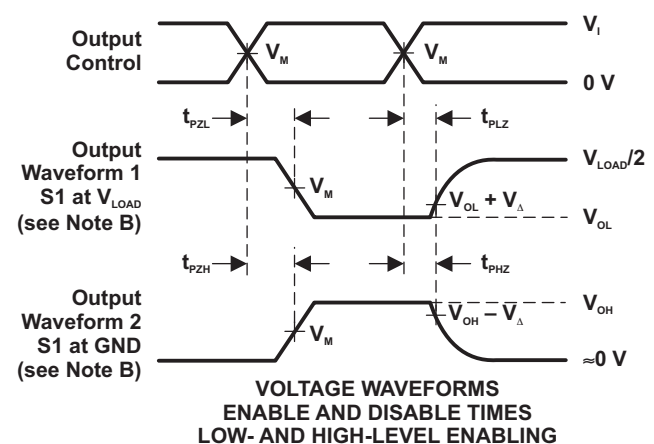 Output
Control
V_M
V_M
V_I
0 V
t_PZL
t_PLZ
Output
Waveform 1
S1 at V_LOAD
(see Note B)
V_M
V_OL + V_Δ
V_LOAD/2
V_OL
t_PZH
t_PHZ
Output
Waveform 2
S1 at GND
(see Note B)
V_M
V_OH – V_Δ
V_OH
≈0 V
VOLTAGE WAVEFORMS
ENABLE AND DISABLE TIMES
LOW- AND HIGH-LEVEL ENABLING